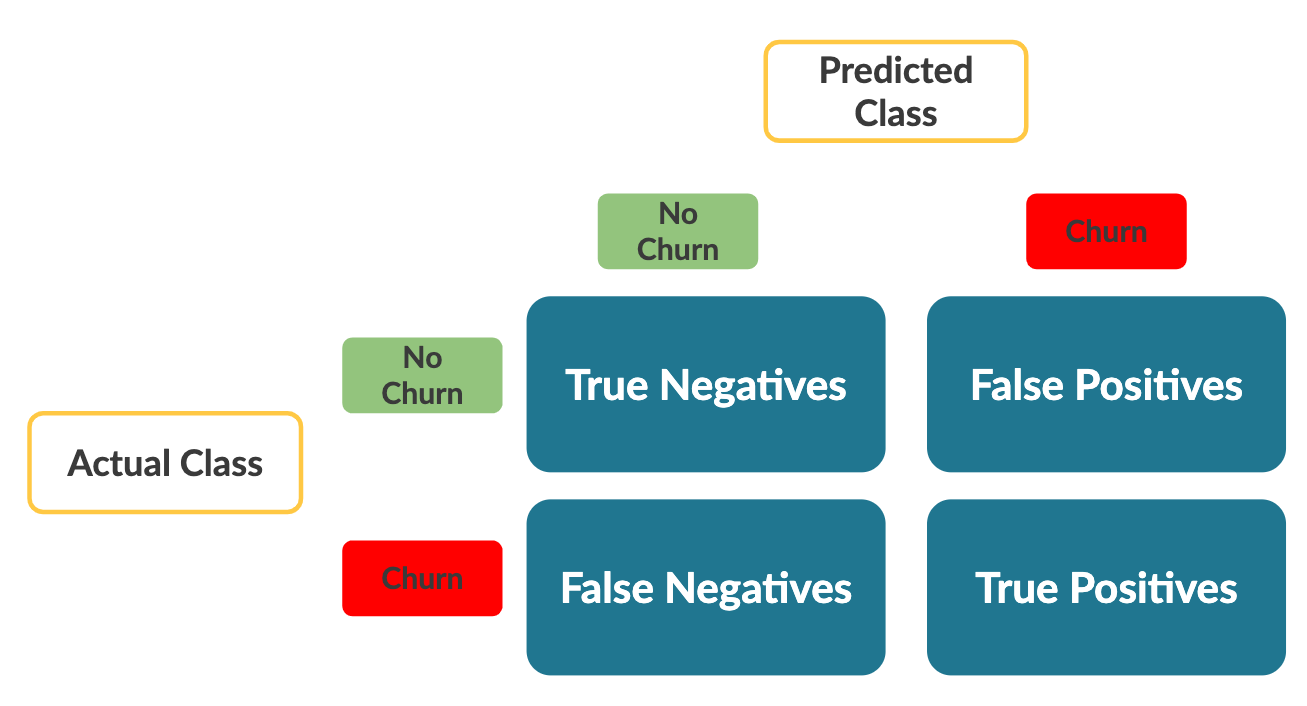 Predicted
Class
No
Churn
Churn
No
Churn
True Negatives
False Positives
Actual Class
Churn
False Negatives
True Positives